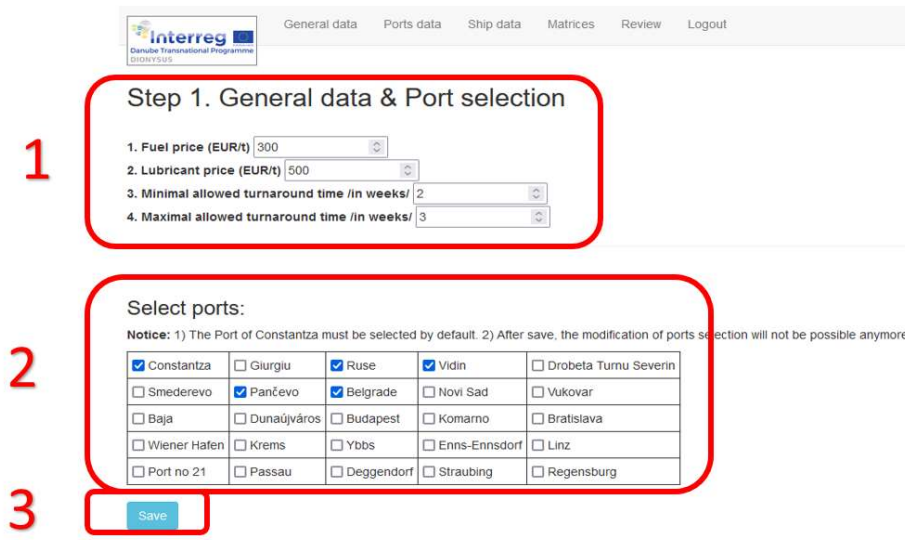 General data Ports data Ship data Matrices Review Logout
Interreg
Danube Transnational Programme
DIONYSUS
Step 1. General data & Port selection
1
1. Fuel price (EUR/t) 300
2. Lubricant price (EUR/t) 500
3. Minimal allowed turnaround time /in weeks/ 2
4. Maximal allowed turnaround time /in weeks/ 3
Select ports:
Notice: 1) The Port of Constantza must be selected by default. 2) After save, the modification of ports selection will not be possible anymore
2
Constantza Giurgiu Ruse Vidin Drobeta Turnu Severin
Smederevo Pančevo Belgrade Novi Sad Vukovar
Baja Dunaújváros Budapest Komarno Bratislava
Wiener Hafen Krems Ybbs Enns-Ennsdorf Linz
Port no 21 Passau Deggendorf Straubing Regensburg
3
Save